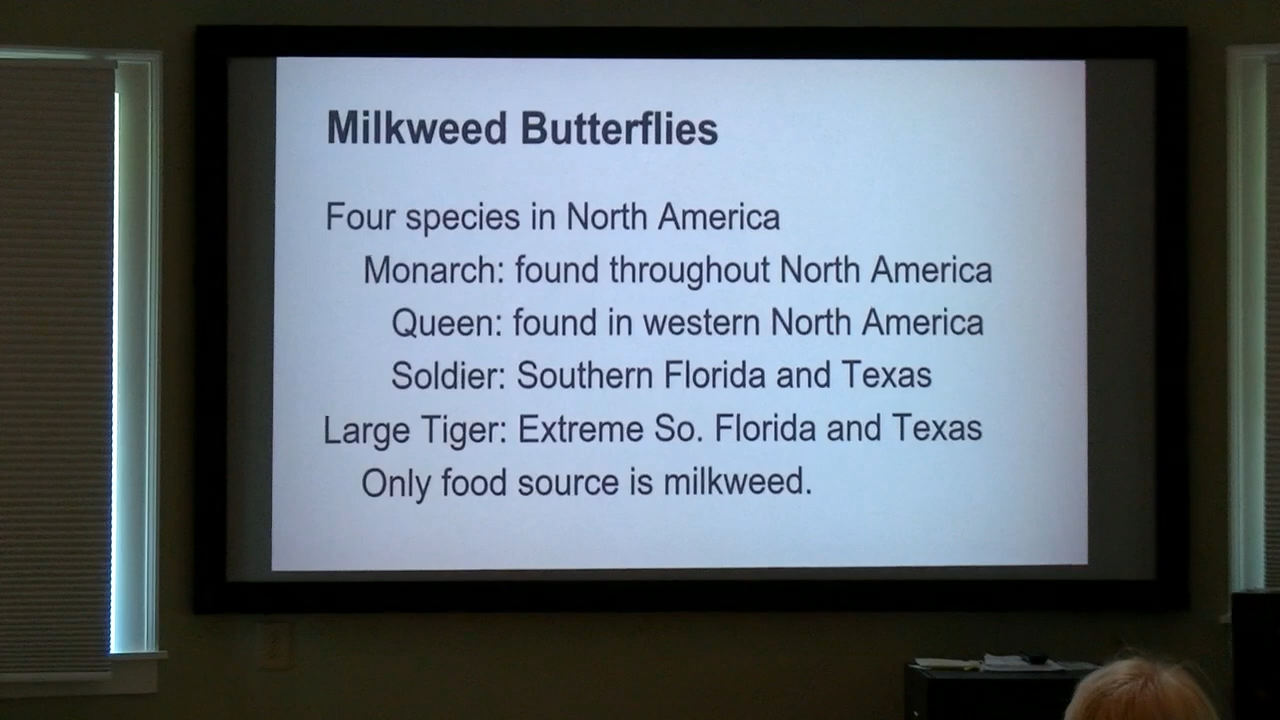 Milkweed Butterflies
Four species in North America
Monarch: found throughout North America
Queen: found in western North America
Soldier: Southern Florida and Texas
Large Tiger: Extreme So. Florida and Texas
Only food source is milkweed.